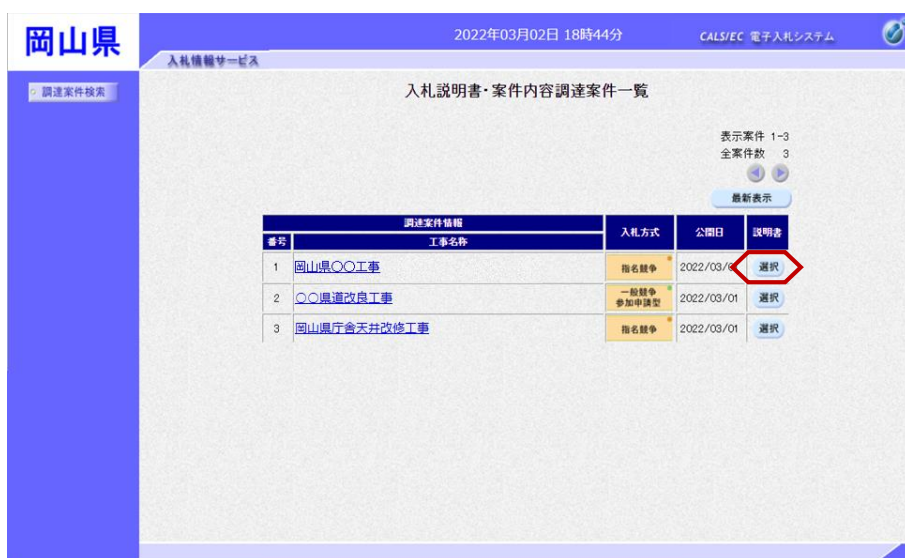 岡山県
2022年03月02日 18時44分
CALS/EC 電子入札システム
入札情報サービス
調達案件検索
入札説明書・案件内容調達案件一覧
表示案件 1-3
全案件数 3
最新表示
調達案件情報 入札方式 公開日 説明書
番号 工事名称
1 岡山県〇〇工事 指名競争 2022/03/ 選択
2 〇〇県道改良工事 一般競争 参加申請型 2022/03/01 選択
3 岡山県庁舎天井改修工事 指名競争 2022/03/01 選択